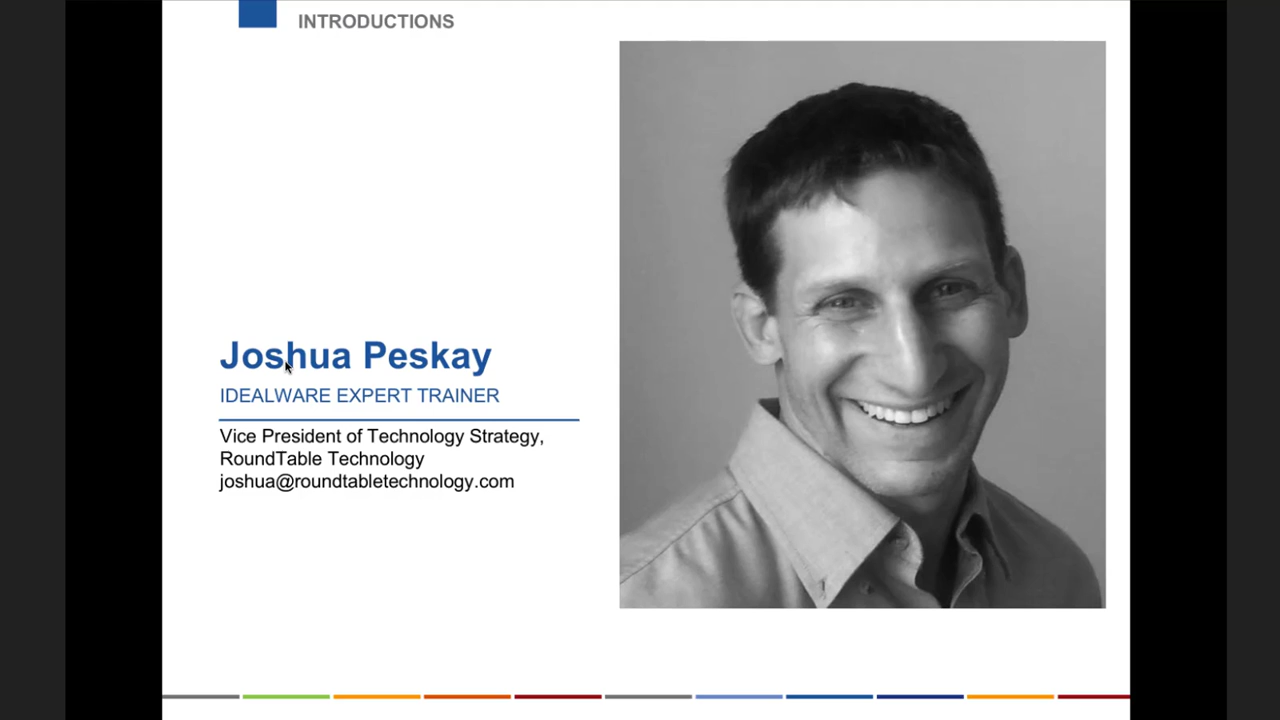 INTRODUCTIONS
Joshua Peskay
IDEALWARE EXPERT TRAINER
Vice President of Technology Strategy,
RoundTable Technology
joshua@roundtabletechnology.com